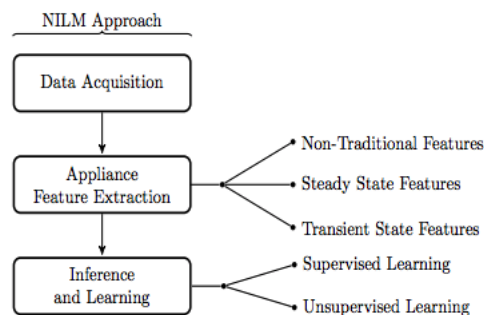 NILM Approach
Data Acquisition
Appliance
Feature Extraction
Non-Traditional Features
Steady State Features
Transient State Features
Inference
and Learning
Supervised Learning
Unsupervised Learning